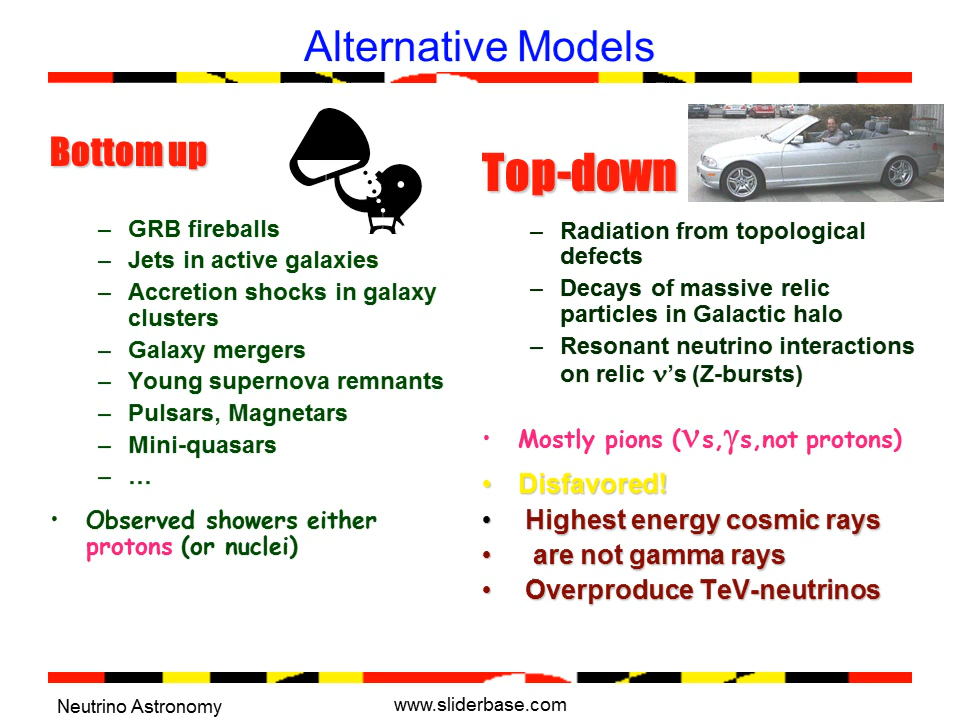 Alternative Models
Bottom up
– GRB fireballs
– Jets in active galaxies
– Accretion shocks in galaxy
clusters
– Galaxy mergers
– Young supernova remnants
– Pulsars, Magnetars
– Mini-quasars
– …
• Observed showers either
protons (or nuclei)
Top-down
– Radiation from topological
defects
– Decays of massive relic
particles in Galactic halo
– Resonant neutrino interactions
on relic ν’s (Z-bursts)
• Mostly pions (νs,γs,not protons)
• Disfavored!
• Highest energy cosmic rays
• are not gamma rays
• Overproduce TeV-neutrinos
Neutrino Astronomy
www.sliderbase.com